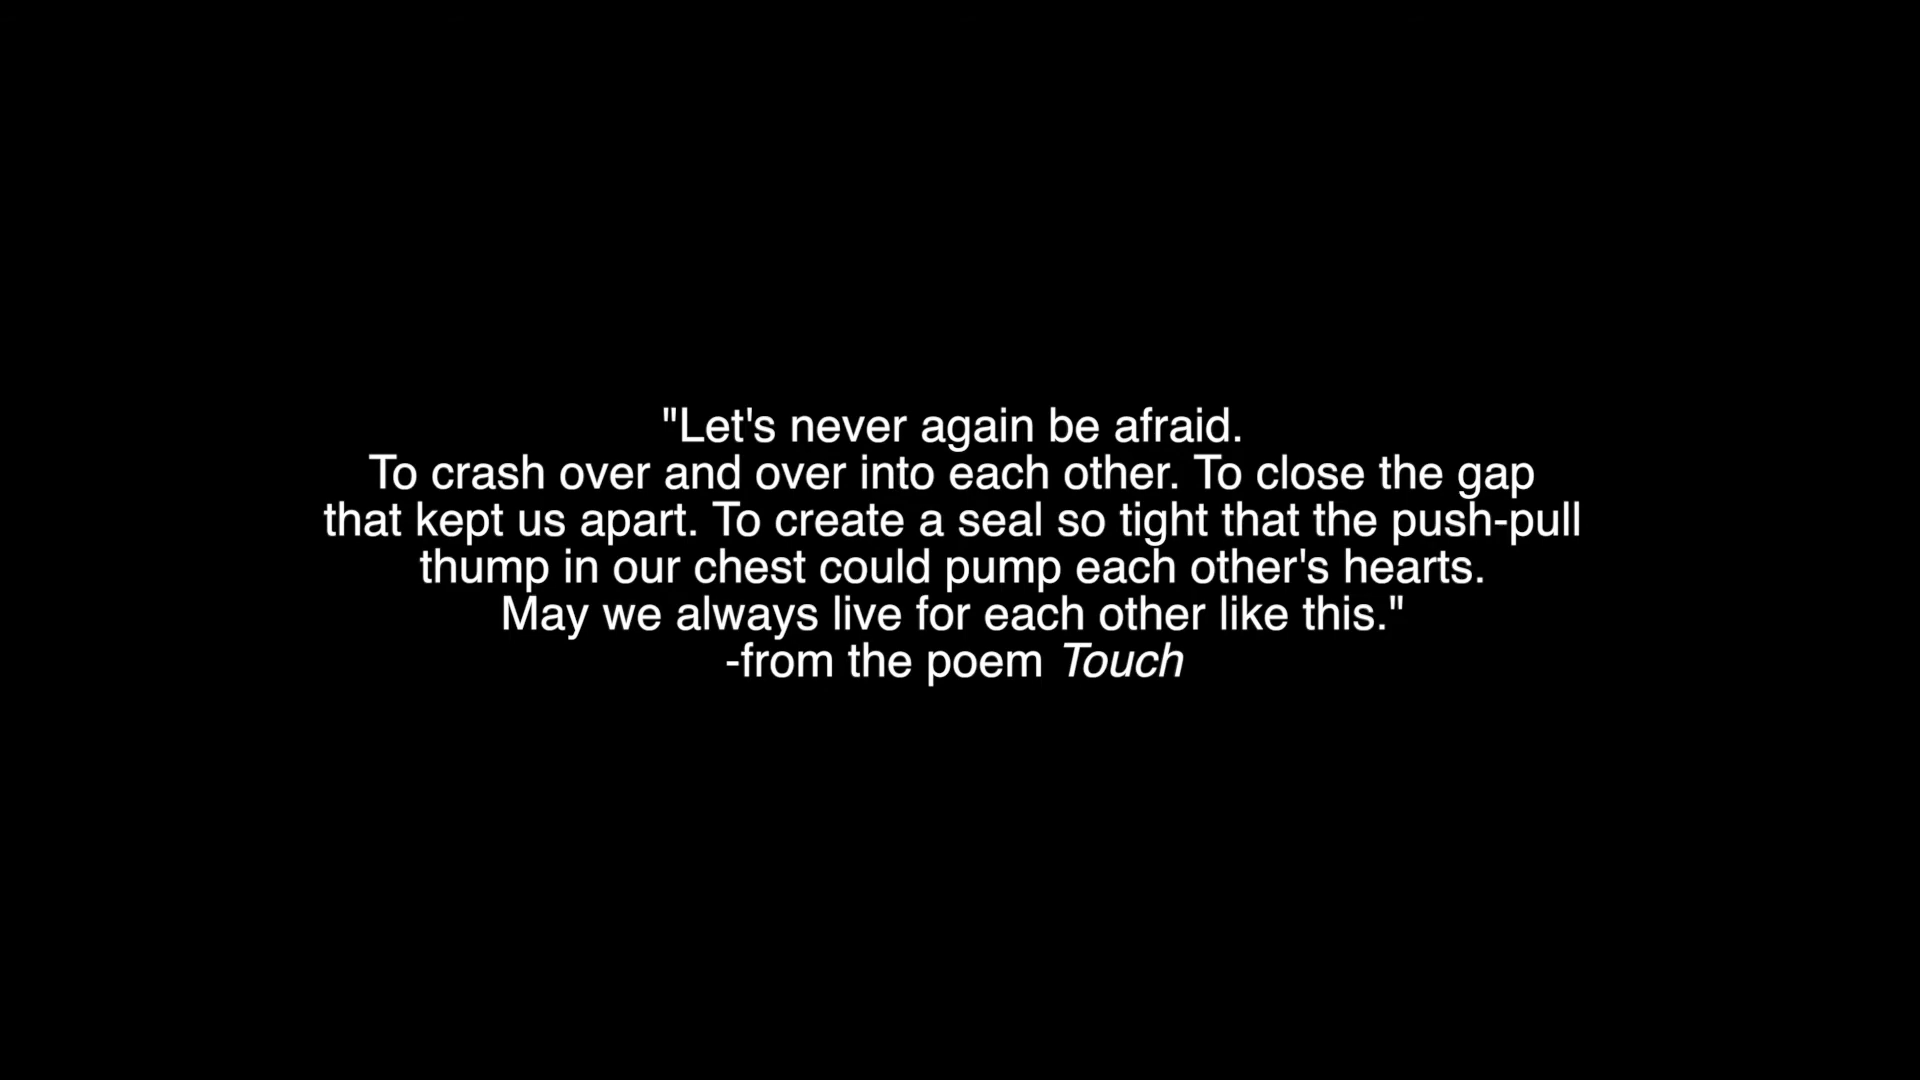 "Let's never again be afraid.
To crash over and over into each other. To close the gap
that kept us apart. To create a seal so tight that the push-pull
thump in our chest could pump each other's hearts.
May we always live for each other like this."
-from the poem Touch